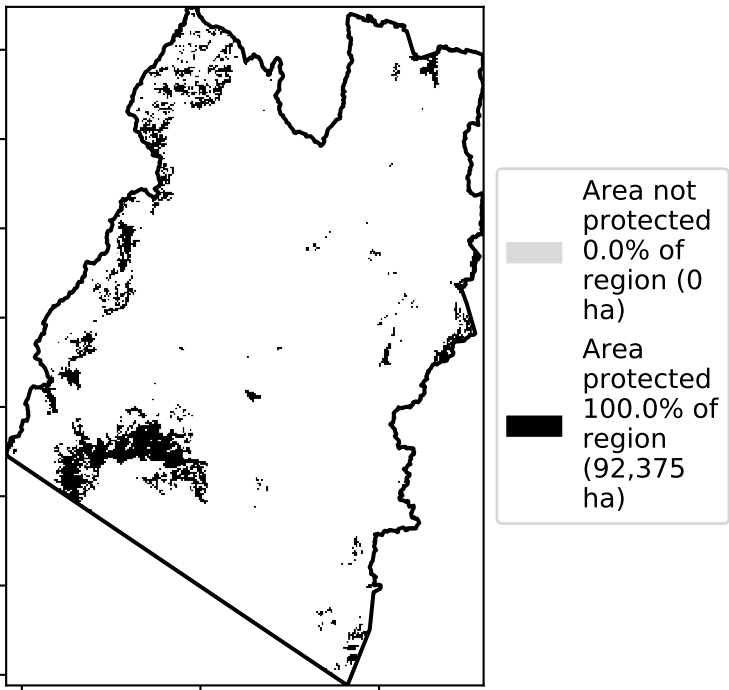 Area not
protected
0.0% of
region (0
ha)
Area
protected
100.0% of
region
(92,375
ha)